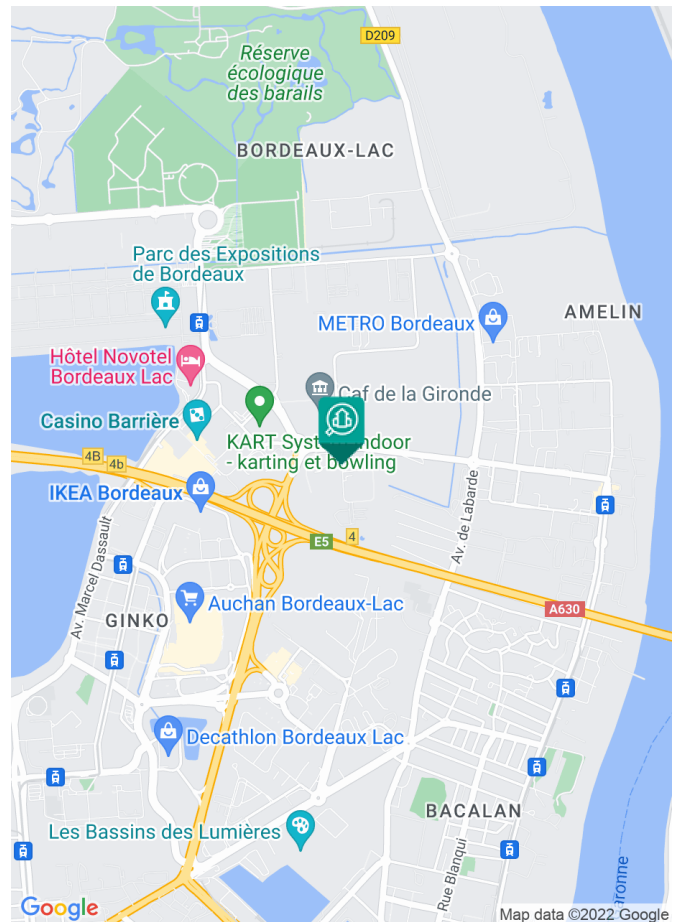 D209
Réserve
écologique
des barails
BORDEAUX-LAC
Parc des Expositions
de Bordeaux
AMELIN
METRO Bordeaux
Hôtel Novotel
Bordeaux Lac
Caf de la Gironde
Casino Barrière
KART Syst ndoor
- karting et bowling
4B
4b
IKEA Bordeaux
4
E5
Av. de Labarde
Av. Marcel Dassault
Auchan Bordeaux-Lac
A630
GINKO
Decathlon Bordeaux Lac
BACALAN
Les Bassins des Lumières
Rue Blanqui
aronne
Google
Map data ©2022 Google